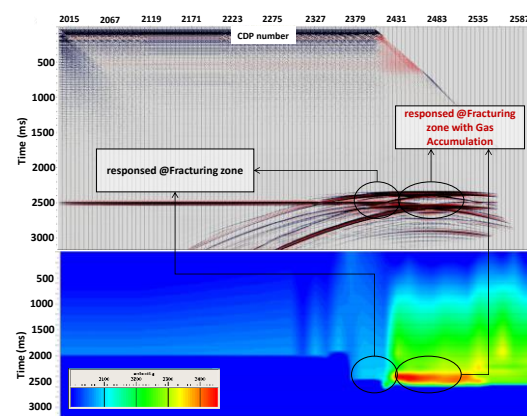 2015 2067 2119 2171 2223 2275 2327 2379 2431 2483 2535 2587
CDP number
500
1000
1500
2000
2500
3000
Time (ms)
responsed @Fracturing zone
responsed @Fracturing
zone with Gas
Accumulation
0
500
1000
1500
2000
2500
3000
Time (ms)